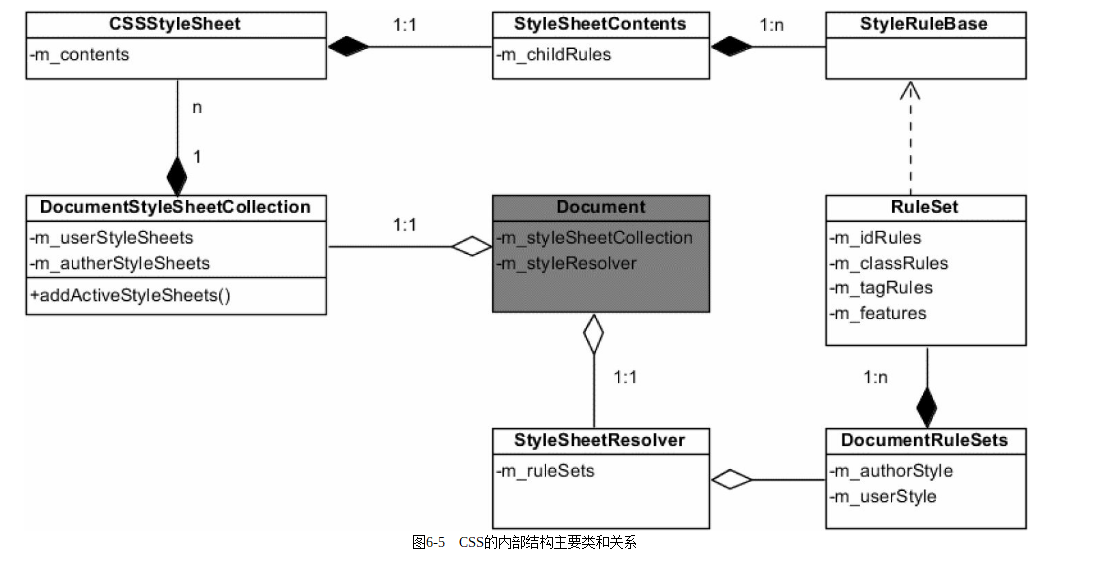 CSSStyleSheet
-m_contents
1:1
StyleSheetContents
-m_childRules
1:n
StyleRuleBase
n
1
DocumentStyleSheetCollection
-m_userStyleSheets
-m_autherStyleSheets
+addActiveStyleSheets()
1:1
Document
-m_styleSheetCollection
-m_styleResolver
RuleSet
-m_idRules
-m_classRules
-m_tagRules
-m_features
1:1
1:n
StyleSheetResolver
-m_ruleSets
DocumentRuleSets
-m_authorStyle
-m_userStyle
图6-5 CSS的内部结构主要类和关系